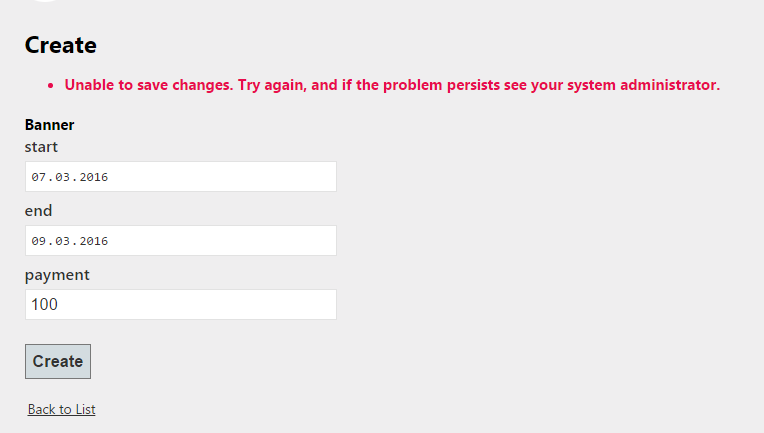 Create
Unable to save changes. Try again, and if the problem persists see your system administrator.
Banner
start
07.03.2016
end
09.03.2016
payment
100
Create
Back to List